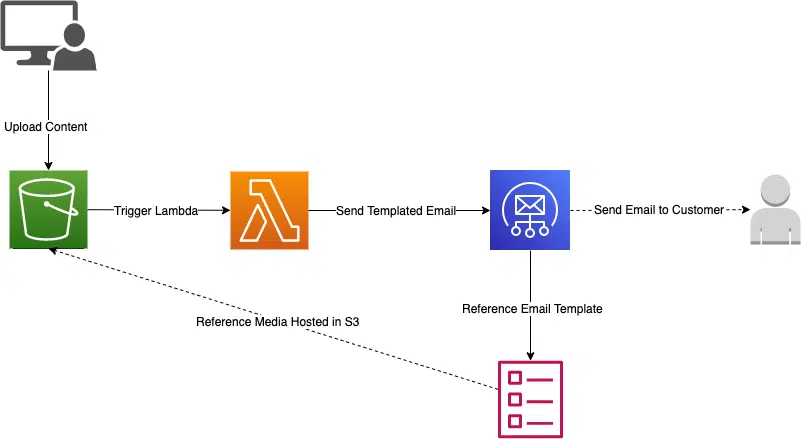 Upload Content
Trigger Lambda
Send Templated Email
Send Email to Customer
Reference Email Template
Reference Media Hosted in S3